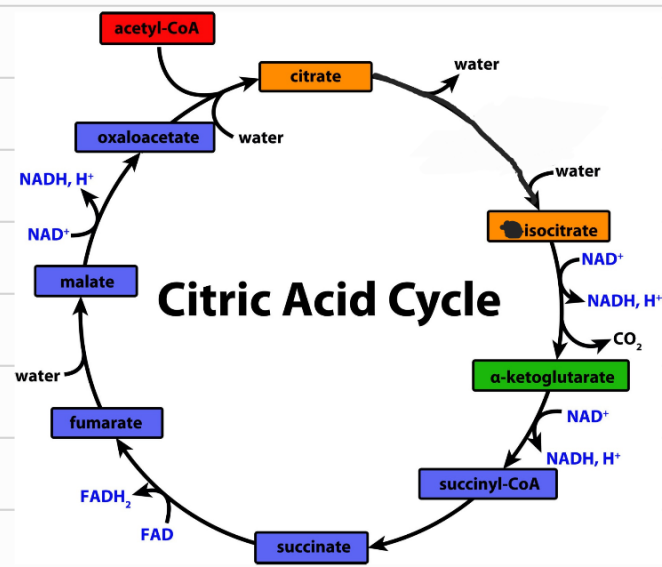 acetyl-CoA
citrate
water
oxaloacetate
water
water
NADH, H⁺
NAD⁺
isocitrate
NAD⁺
malate
Citric Acid Cycle
NADH, H⁺
CO₂
water
α-ketoglutarate
fumarate
NAD⁺
NADH, H⁺
succinyl-CoA
FADH₂
FAD
succinate